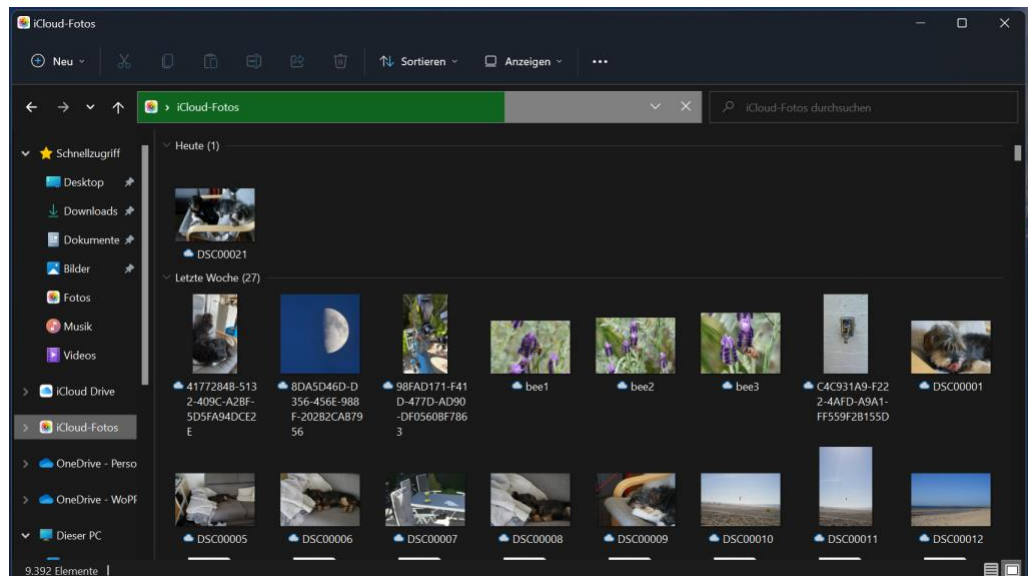 iCloud-Fotos
Neu
Sortieren
Anzeigen
iCloud-Fotos
iCloud-Fotos durchsuchen
Schnellzugriff
Desktop
Downloads
Dokumente
Bilder
Fotos
Musik
Videos
iCloud Drive
iCloud-Fotos
OneDrive - Perso
OneDrive - WoPF
Dieser PC
Heute (1)
DSC00021
Letzte Woche (27)
4177284B-513
2-409C-A2BF-
5D5FA94DCE2
E
8DA5D46D-D
356-456E-988
F-202B2CAB79
56
98FAD171-F41
D-477D-AD90
-DF0560BF786
3
bee1
bee2
bee3
C4C931A9-F22
2-4AFD-A9A1-
FF559F2B155D
DSC00001
DSC00005
DSC00006
DSC00007
DSC00008
DSC00009
DSC00010
DSC00011
DSC00012
9.392 Elemente